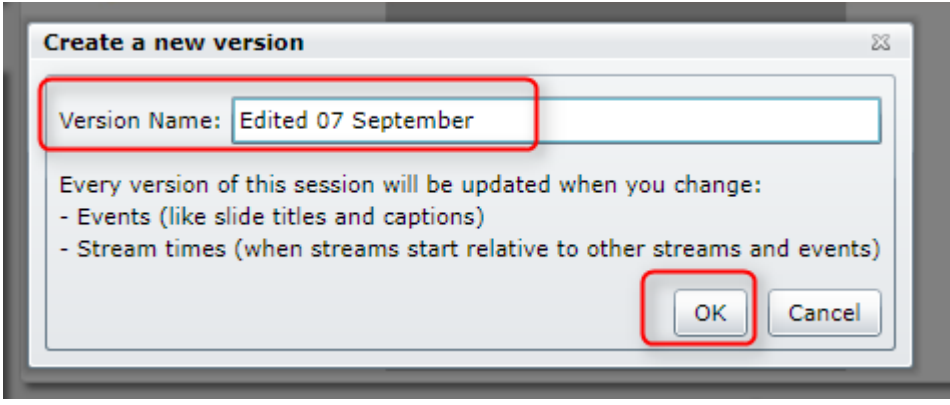 Create a new version
Version Name: Edited 07 September
Every version of this session will be updated when you change:
- Events (like slide titles and captions)
- Stream times (when streams start relative to other streams and events)
OK Cancel